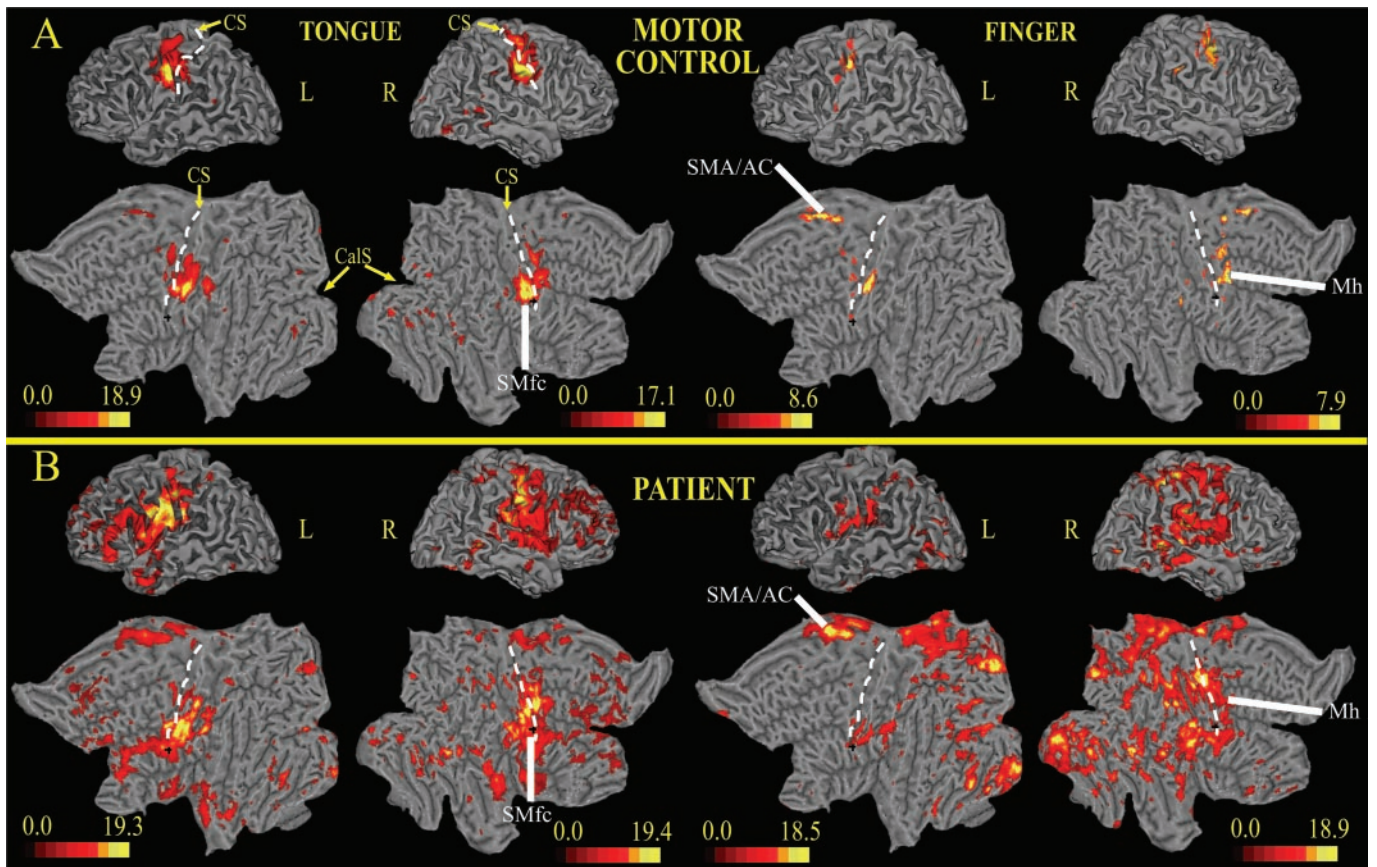 A
CS
TONGUE
CS
MOTOR
CONTROL
FINGER
L
R
L
R
CS
CS
SMA/AC
CalS
Mh
SMfc
0.0 18.9
0.0 17.1
0.0 8.6
0.0 7.9
B
PATIENT
L
R
L
R
SMA/AC
Mh
SMfc
0.0 19.3
0.0 19.4
0.0 18.5
0.0 18.9